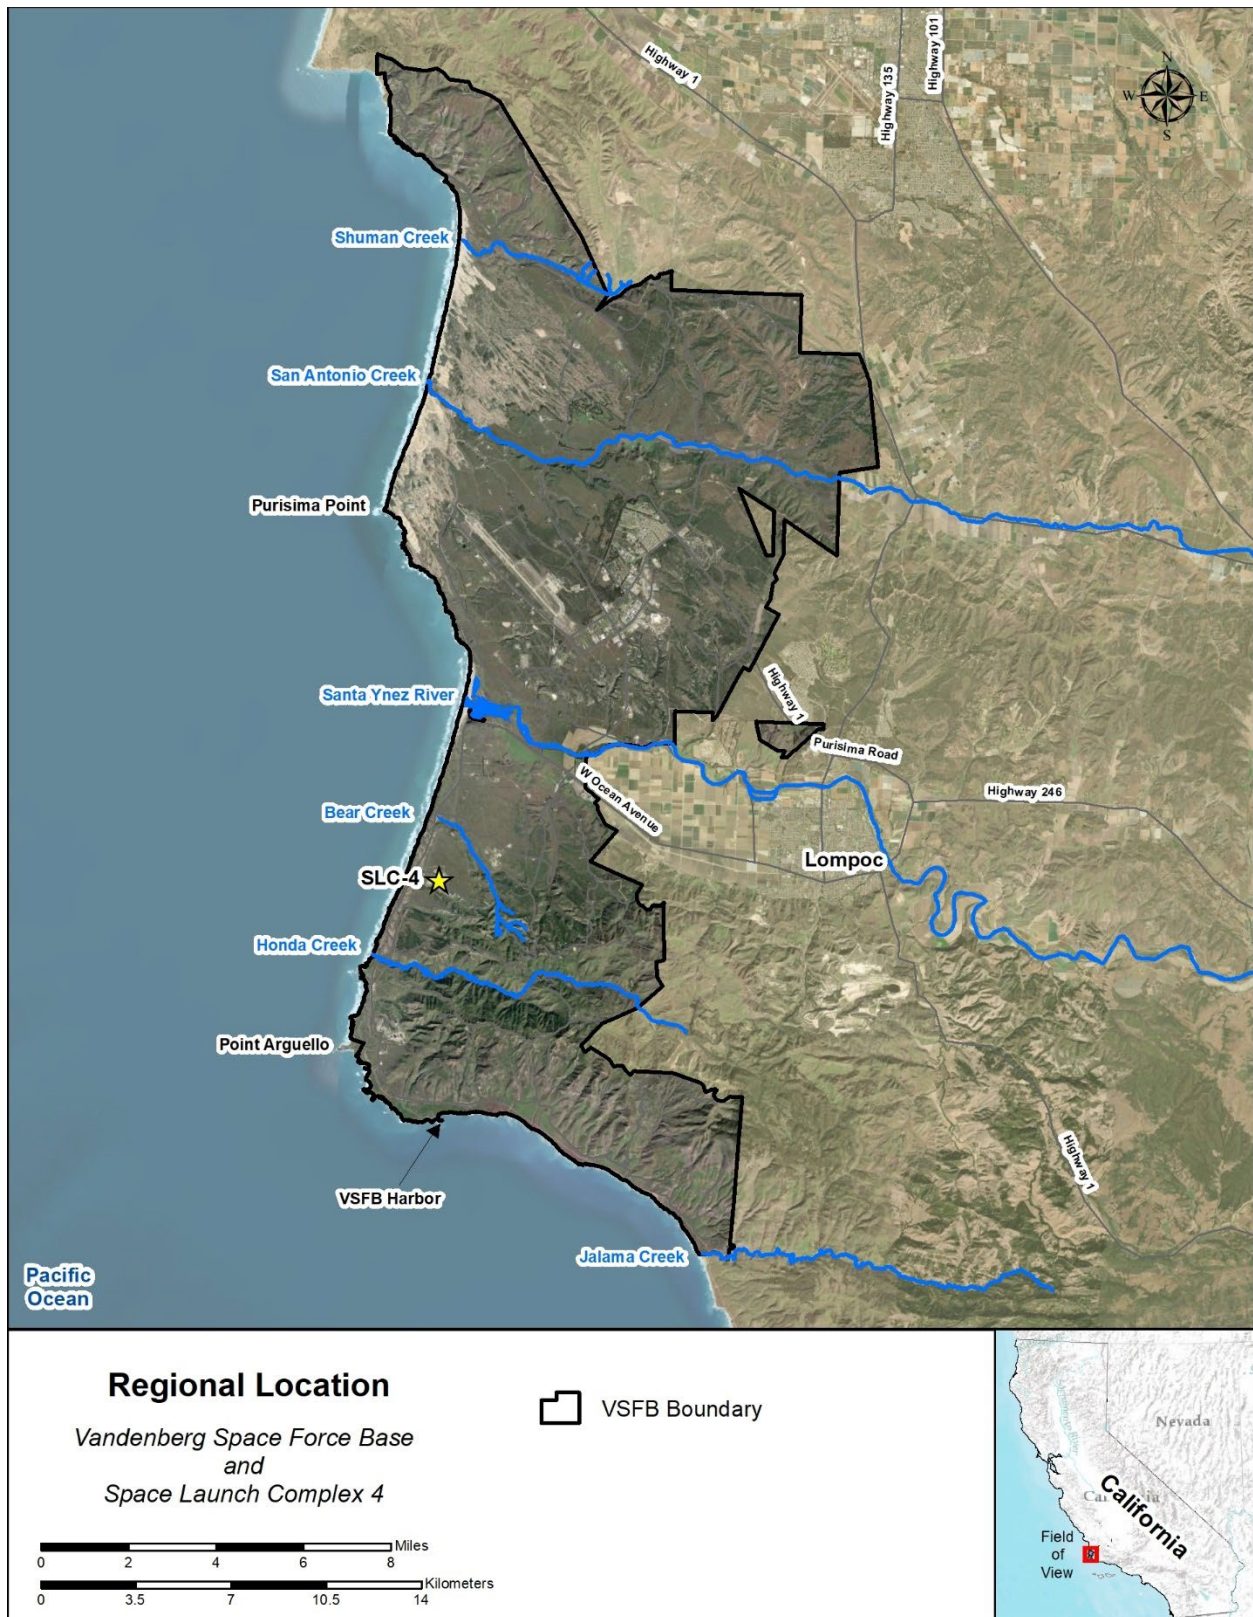 Highway 1
Highway 135
Highway 101
N
W
E
S
Shuman Creek
San Antonio Creek
Purisima Point
Santa Ynez River
Highway 1
Purisima Road
W Ocean Avenue
Highway 246
Bear Creek
Lompoc
SLC-4
Honda Creek
Point Arguello
Highway 1
VSFB Harbor
Jalama Creek
Pacific
Ocean
Regional Location
Vandenberg Space Force Base
and
Space Launch Complex 4
VSFB Boundary
Miles
0 2 4 6 8
Kilometers
0 3.5 7 10.5 14
Nevada
California
Field
of
View